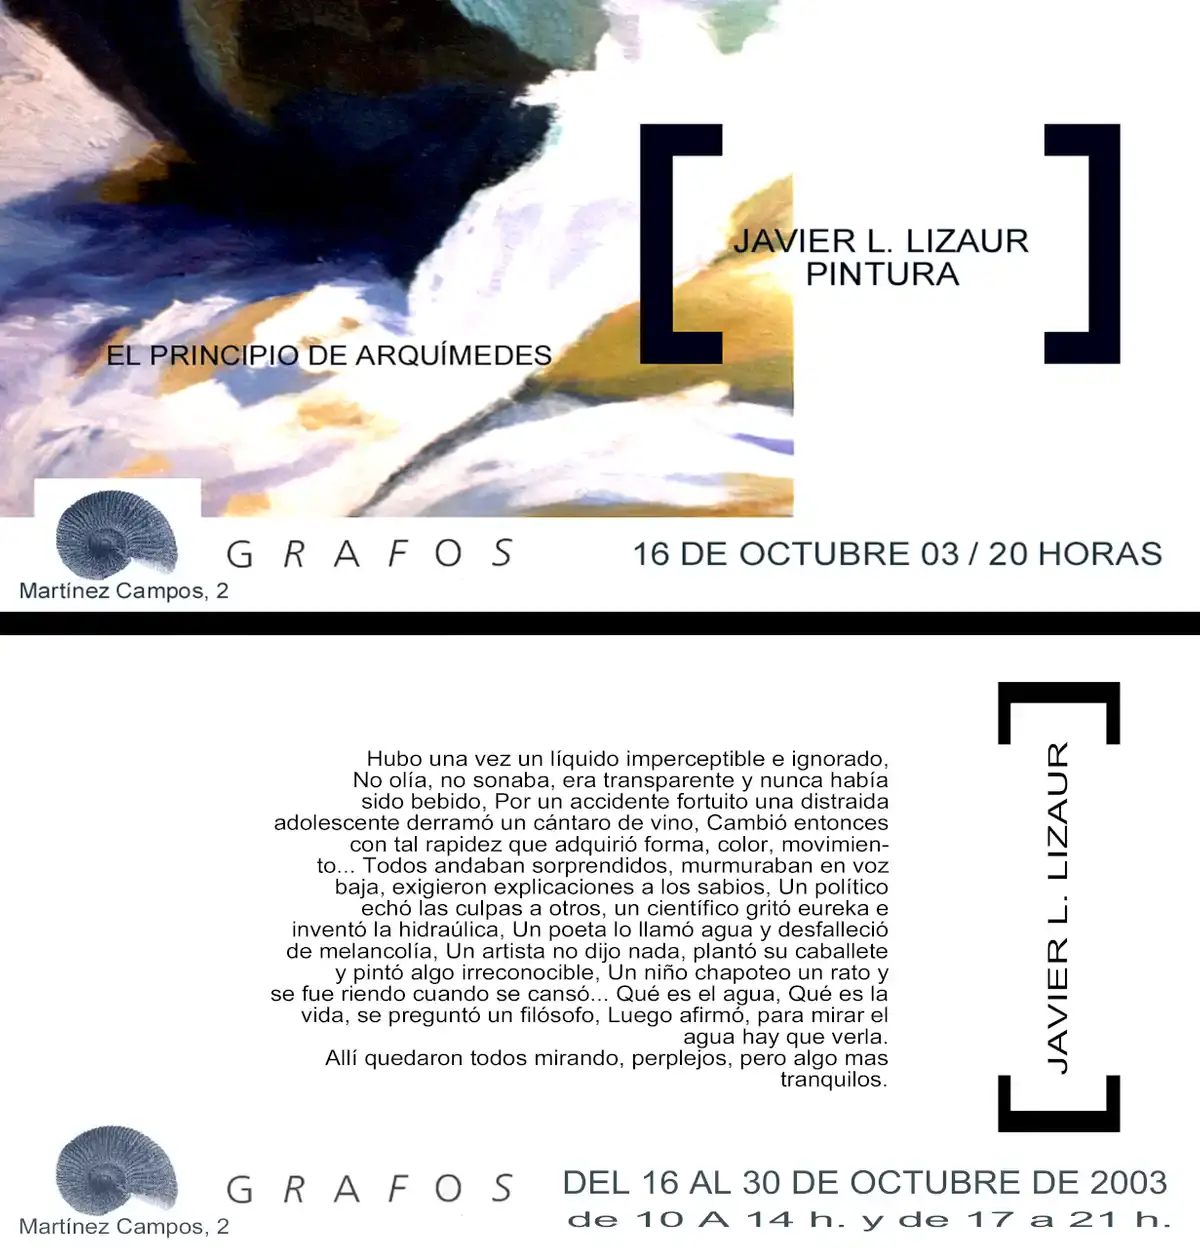 JAVIER L. LIZAUR
PINTURA
EL PRINCIPIO DE ARQUÍMEDES
GRAFOS
16 DE OCTUBRE 03 / 20 HORAS
Martínez Campos, 2
Hubo una vez un líquido imperceptible e ignorado,
No olía, no sonaba, era transparente y nunca había
sido bebido, Por un accidente fortuito una distraida
adolescente derramó un cántaro de vino, Cambió entonces
con tal rapidez que adquirió forma, color, movimien-
to... Todos andaban sorprendidos, murmuraban en voz
baja, exigieron explicaciones a los sabios, Un político
echó las culpas a otros, un científico gritó eureka e
inventó la hidraúlica, Un poeta lo llamó agua y desfalleció
de melancolía, Un artista no dijo nada, plantó su caballete
y pintó algo irreconocible, Un niño chapoteo un rato y
se fue riendo cuando se cansó... Qué es el agua, Qué es la
vida, se preguntó un filósofo, Luego afirmó, para mirar el
agua hay que verla.
Allí quedaron todos mirando, perplejos, pero algo mas
tranquilos.
JAVIER L. LIZAUR
GRAFOS
DEL 16 AL 30 DE OCTUBRE DE 2003
de 10 A 14 h. y de 17 a 21 h.
Martínez Campos, 2